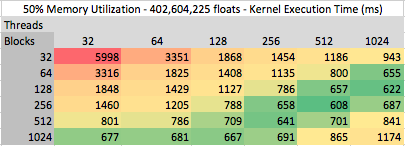 50% Memory Utilization - 402,604,225 floats - Kernel Execution Time (ms)
Threads
Blocks 32 64 128 256 512 1024
32 5998 3351 1868 1454 1186 943
64 3316 1825 1408 1135 800 655
128 1848 1429 1127 786 657 622
256 1460 1205 788 658 608 687
512 801 786 709 641 701 841
1024 677 681 667 691 865 1174